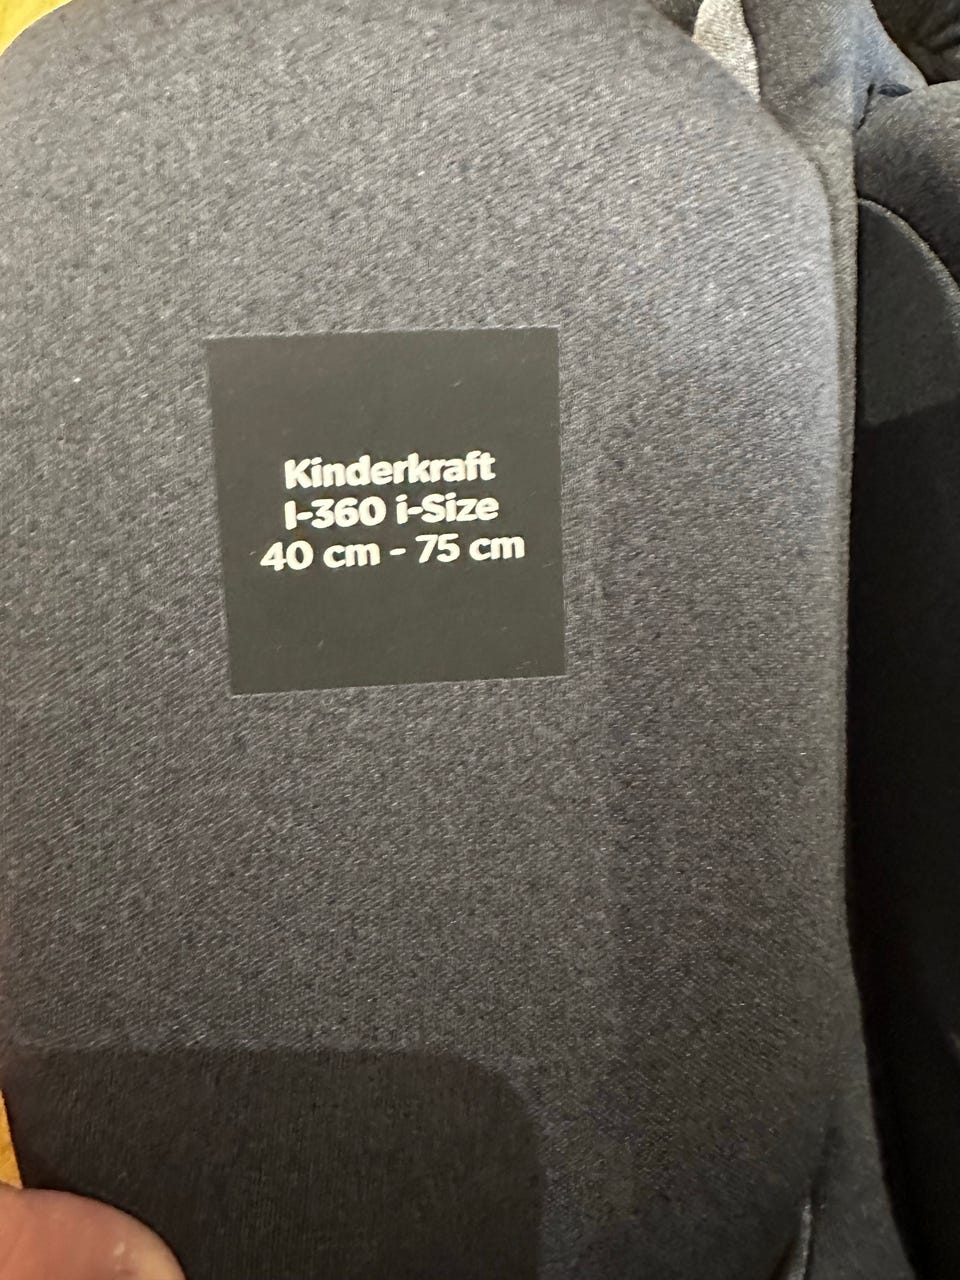 Kinderkraft
I-360 i-Size
40 cm - 75 cm